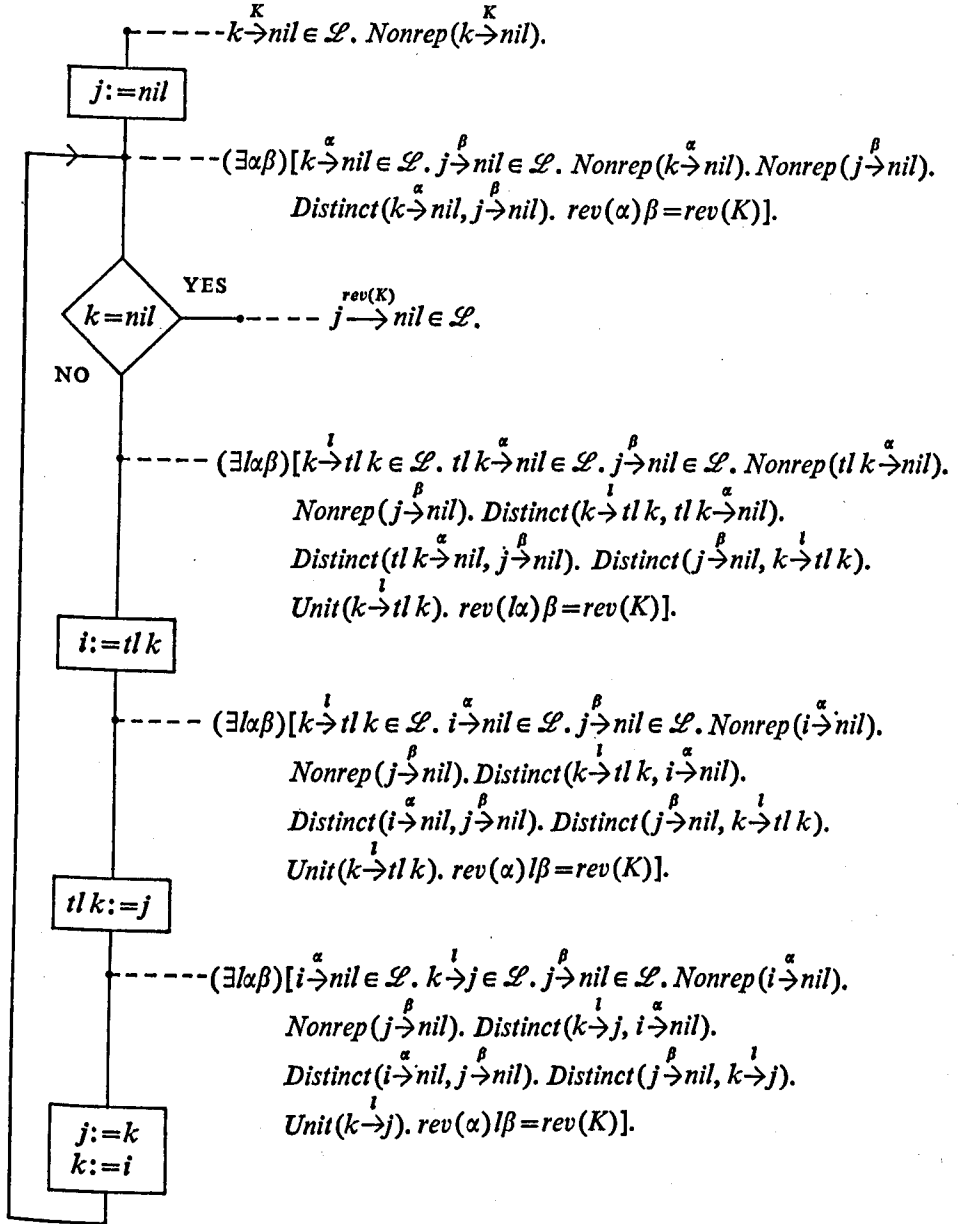 k →^K nil ∈ ℒ. Nonrep(k →^K nil).
j:=nil
(∃αβ)[k →^α nil ∈ ℒ. j →^β nil ∈ ℒ. Nonrep(k →^α nil). Nonrep(j →^β nil).
Distinct(k →^α nil, j →^β nil). rev(α)β=rev(K)].
YES
k=nil
j →^rev(K) nil ∈ ℒ.
NO
(∃lαβ)[k →^l tl k ∈ ℒ. tl k →^α nil ∈ ℒ. j →^β nil ∈ ℒ. Nonrep(tl k →^α nil).
Nonrep(j →^β nil). Distinct(k →^l tl k, tl k →^α nil).
Distinct(tl k →^α nil, j →^β nil). Distinct(j →^β nil, k →^l tl k).
Unit(k →^l tl k). rev(lα)β=rev(K)].
i:=tl k
(∃lαβ)[k →^l tl k ∈ ℒ. i →^α nil ∈ ℒ. j →^β nil ∈ ℒ. Nonrep(i →^α nil).
Nonrep(j →^β nil). Distinct(k →^l tl k, i →^α nil).
Distinct(i →^α nil, j →^β nil). Distinct(j →^β nil, k →^l tl k).
Unit(k →^l tl k). rev(α)lβ=rev(K)].
tl k:=j
(∃lαβ)[i →^α nil ∈ ℒ. k →^l j ∈ ℒ. j →^β nil ∈ ℒ. Nonrep(i →^α nil).
Nonrep(j →^β nil). Distinct(k →^l j, i →^α nil).
Distinct(i →^α nil, j →^β nil). Distinct(j →^β nil, k →^l j).
Unit(k →^l j). rev(α)lβ=rev(K)].
j:=k
k:=i